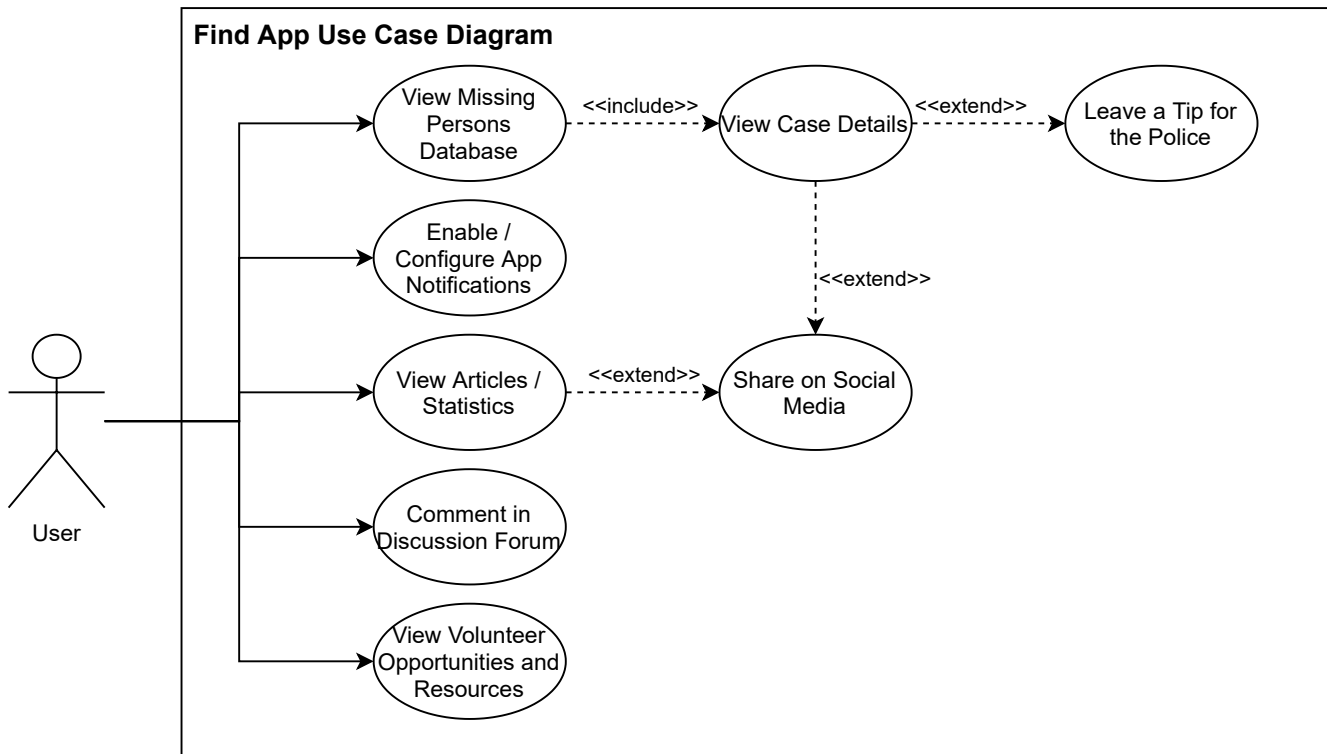 Find App Use Case Diagram
View Missing
Persons
Database
<<include>>
View Case Details
<<extend>>
Leave a Tip for
the Police
Enable /
Configure App
Notifications
<<extend>>
View Articles /
Statistics
<<extend>>
Share on Social
Media
Comment in
Discussion Forum
View Volunteer
Opportunities and
Resources
User